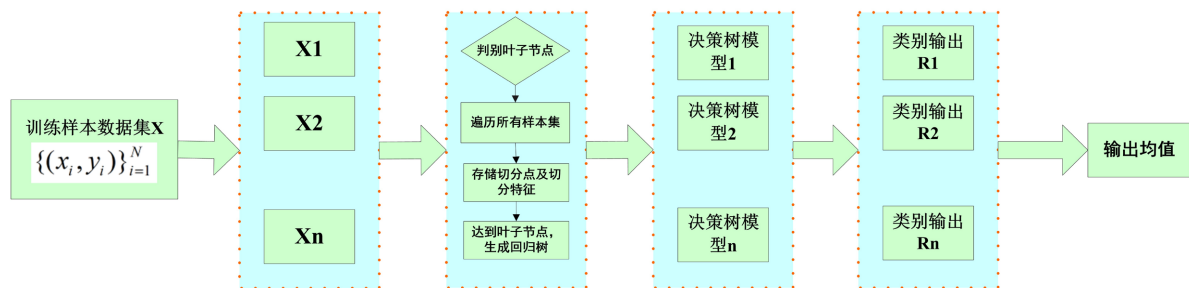 训练样本数据集X
{(x_i, y_i)}_{i=1}^N
X1
X2
Xn
判别叶子节点
遍历所有样本集
存储切分点及切
分特征
达到叶子节点，
生成回归树
决策树模
型1
决策树模
型2
决策树模
型n
类别输出
R1
类别输出
R2
类别输出
Rn
输出均值